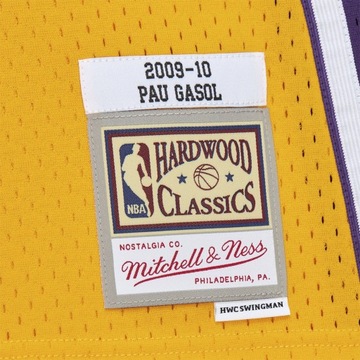 2009-10
PAU GASOL
HARDWOOD
NBA
CLASSICS
NOSTALGIA CO.
Mitchell & Ness
PHILADELPHIA, PA.
HWC SWINGMAN